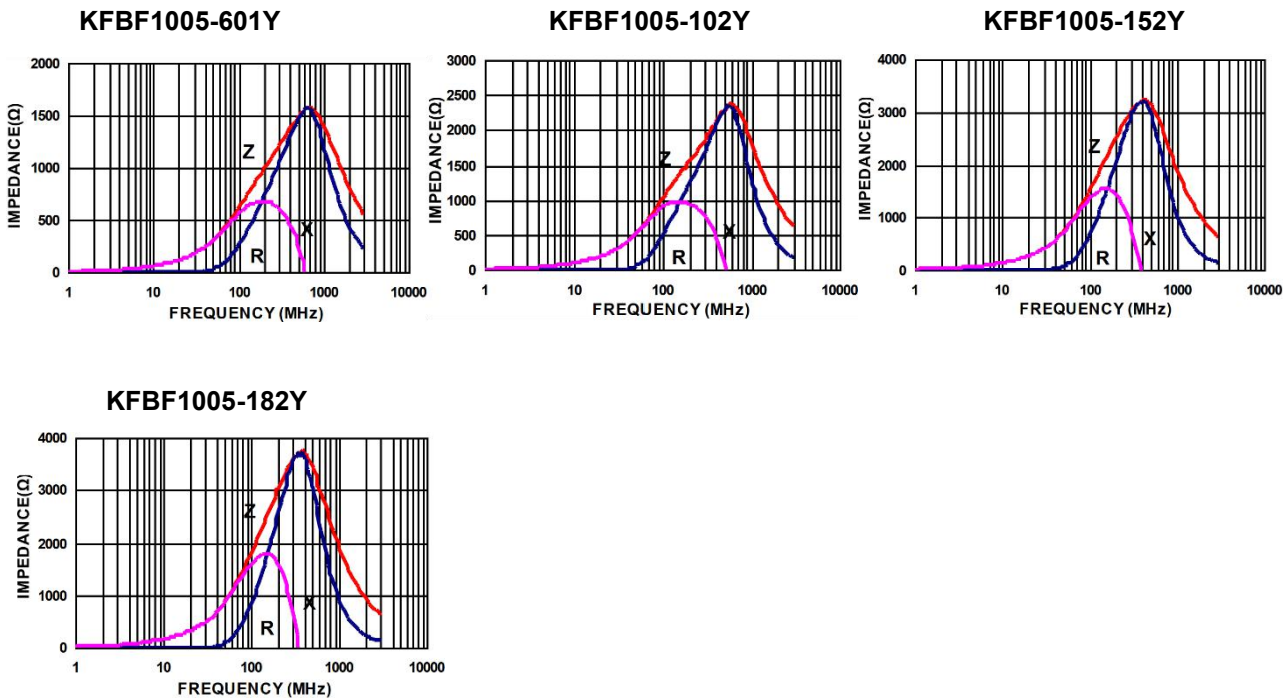 KFBF1005-601Y
KFBF1005-102Y
KFBF1005-152Y
IMPEDANCE(Ω)
2000
1500
1000
500
0
Z
R
X
1 10 100 1000 10000
FREQUENCY (MHz)
IMPEDANCE(Ω)
3000
2500
2000
1500
1000
500
0
Z
R
X
1 10 100 1000 10000
FREQUENCY (MHz)
IMPEDANCE(Ω)
4000
3000
2000
1000
0
Z
R
X
1 10 100 1000 10000
FREQUENCY (MHz)
KFBF1005-182Y
IMPEDANCE(Ω)
4000
3000
2000
1000
0
Z
R
X
1 10 100 1000 10000
FREQUENCY (MHz)